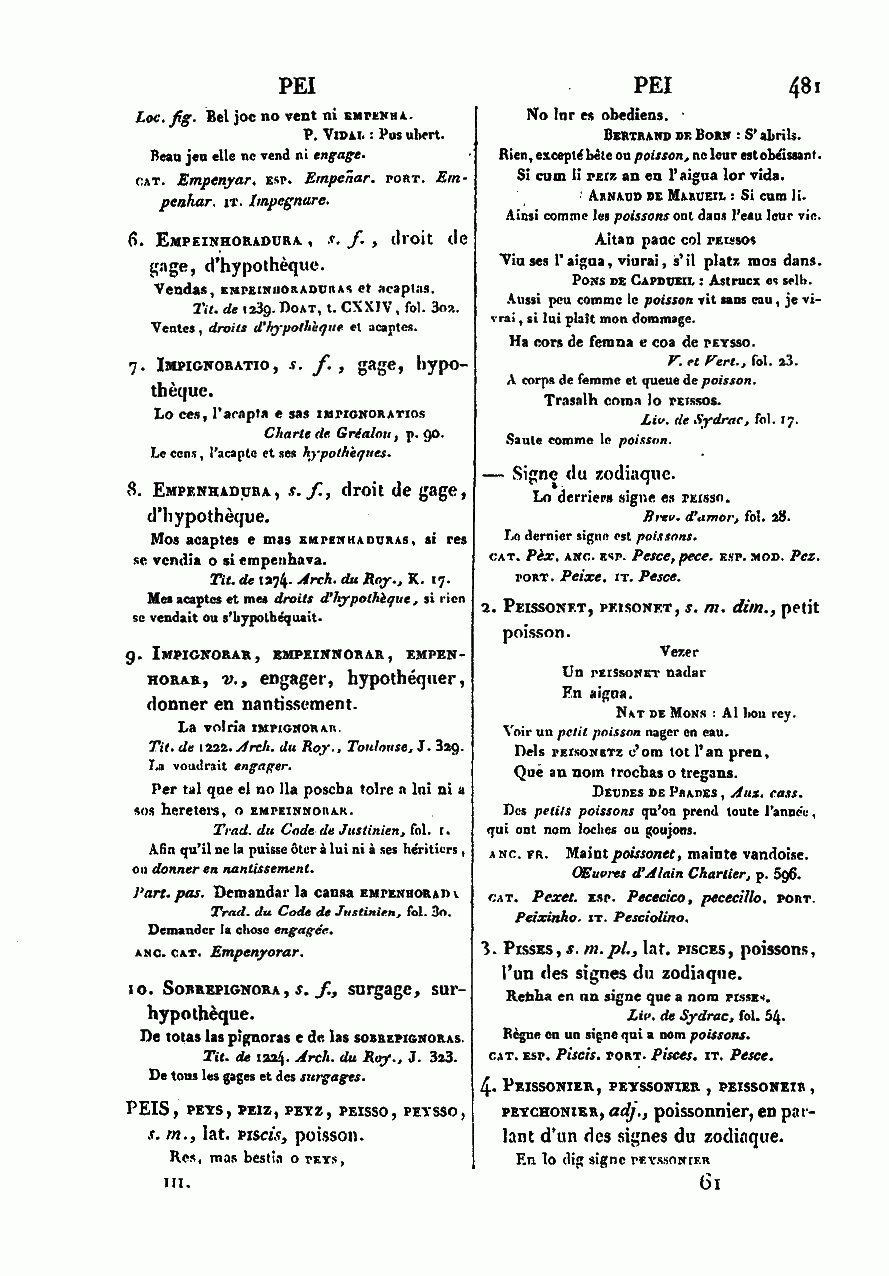 PEI
PEI 481
Loc. fig. Bel joc no vent ni EMPENHA.
P. VIDAL : Pus ubert.
Beau jeu elle ne vend ni engage.
CAT. Empenyar. ESP. Empeñar. PORT. Em-
penhar. IT. Impegnare.
6. EMPEINHORADURA, s. f., droit de
gage, d'hypothèque.
Vendas, EMPEINHORADURAS et acaptas.
Tit. de 1239. DOAT, t. CXXIV, fol. 302.
Ventes, droits d'hypothèque et acaptes.
7. IMPIGNORATIO, s. f., gage, hypo-
thèque.
Lo ces, l'acapta e sas IMPIGNORATIOS
Charte de Gréalou, p. 90.
Le cens, l'acapte et ses hypothèques.
8. EMPENHADURA, s. f., droit de gage,
d'hypothèque.
Mos acaptes e mas EMPENHADURAS, si res
se vendia o si empenhava.
Tit. de 1274. Arch. du Roy., K. 17.
Mes acaptes et mes droits d'hypothèque, si rien
se vendait ou s'hypothéquait.
9. IMPIGNORAR, EMPEINNORAR, EMPEN-
HORAR, v., engager, hypothéquer,
donner en nantissement.
La volria IMPIGNORAR.
Tit. de 1222. Arch. du Roy., Toulouse, J. 329.
La voudrait engager.
Per tal que el no lla poscha tolre a lui ni a
sos hereters, o EMPEINNORAR.
Trad. du Code de Justinien, fol. 1.
Afin qu'il ne la puisse ôter à lui ni à ses héritiers,
ou donner en nantissement.
Part. pas. Demandar la causa EMPENHORADA
Trad. du Code de Justinien, fol. 30.
Demander la chose engagée.
ANC. CAT. Empenyorar.
10. SOBREPIGNORA, s. f., surgage, sur-
hypothèque.
De totas las pignoras e de las SOBREPIGNORAS.
Tit. de 1224. Arch. du Roy., J. 323.
De tous les gages et des surgages.
PEIS, PEYS, PEIZ, PEYZ, PEISSO, PEYSSO,
s. m., lat. PISCIS, poisson.
Res, mas bestia o PEYS,
III.
No lur es obediens.
BERTRAND DE BORN : S'abrils.
Rien, excepté bête ou poisson, ne leur est obéissant.
Si cum li PEIZ an en l'aigua lor vida.
ARNAUD DE MARUEIL : Si cum li.
Ainsi comme les poissons ont dans l'eau leur vie.
Aitan pauc col PEISSOS
Viu ses l'aigua, viurai, s'il platz mos dans.
PONS DE CAPDUEIL : Astrucx es selh.
Aussi peu comme le poisson vit sans eau, je vi-
vrai, si lui plaît mon dommage.
Ha cors de femna e coa de PEYSSO.
V. et Vert., fol. 23.
A corps de femme et queue de poisson.
Trasalh coma lo PEISSOS.
Liv. de Sydrac, fol. 17.
Saute comme le poisson.
— Signe du zodiaque.
Lo derriers signe es PEISSO.
Brev. d'amor, fol. 28.
Le dernier signe est poissons.
CAT. Pèx. ANC. ESP. Pesce, pece. ESP. MOD. Pez.
PORT. Peixe. IT. Pesce.
2. PEISSONET, PEISONET, s. m. dim., petit
poisson.
Vezer
Un PEISSONET nadar
En aigua.
NAT DE MONS : Al bon rey.
Voir un petit poisson nager en eau.
Dels PEISONETZ c'om tot l'an pren,
Que an nom trochas o tregans.
DEUDES DE PRADES, Aus. cass.
Des petits poissons qu'on prend toute l'année,
qui ont nom loches ou goujons.
ANC. FR. Maint poissonet, mainte vandoise.
Œuvres d'Alain Chartier, p. 596.
CAT. Pexet. ESP. Pececico, pececillo. PORT.
Peixinho. IT. Pesciolino.
3. PISSES, s. m. pl., lat. PISCES, poissons,
l'un des signes du zodiaque.
Renha en un signe que a nom PISSES.
Liv. de Sydrac, fol. 54.
Règne en un signe qui a nom poissons.
CAT. ESP. Piscis. PORT. Pisces. IT. Pesce.
4. PEISSONIER, PEYSSONIER, PEISSONEIR,
PEYCHONIER, adj., poissonnier, en par-
lant d'un des signes du zodiaque.
En lo dig signe PEYSSONIER
61